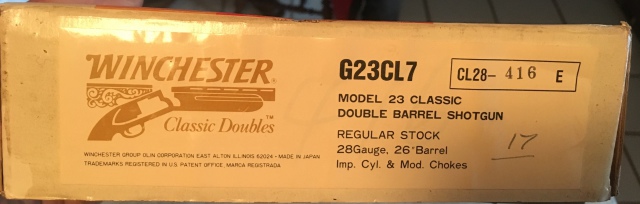 WINCHESTER®
Classic Doubles™
WINCHESTER GROUP OLIN CORPORATION EAST ALTON ILLINOIS 62024 • MADE IN JAPAN
TRADEMARKS REGISTERED IN U.S. PATENT OFFICE, MARCA REGISTRADA
G23CL7
CL28- 416 E
MODEL 23 CLASSIC
DOUBLE BARREL SHOTGUN
REGULAR STOCK
28Gauge, 26"Barrel
Imp. Cyl. & Mod. Chokes
17